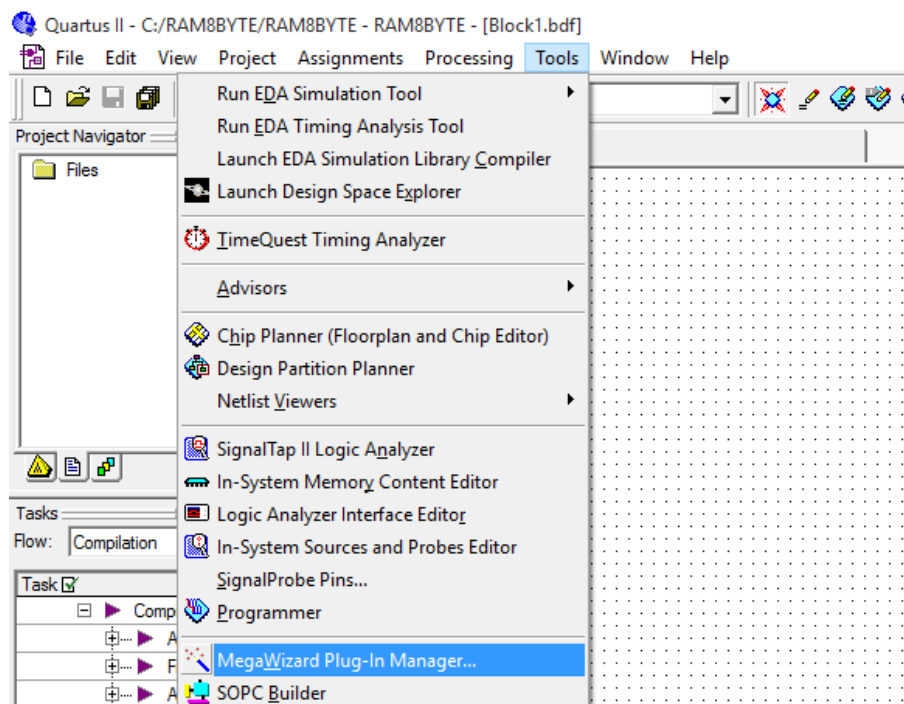 Quartus II - C:/RAM8BYTE/RAM8BYTE - RAM8BYTE - [Block1.bdf]
File Edit View Project Assignments Processing Tools Window Help
Run EDA Simulation Tool
Project Navigator
Run EDA Timing Analysis Tool
Files
Launch EDA Simulation Library Compiler
Launch Design Space Explorer
TimeQuest Timing Analyzer
Advisors
Chip Planner (Floorplan and Chip Editor)
Design Partition Planner
Netlist Viewers
SignalTap II Logic Analyzer
In-System Memory Content Editor
Tasks
Logic Analyzer Interface Editor
Flow: Compilation
In-System Sources and Probes Editor
Task
SignalProbe Pins...
Compi
Programmer
A
F
MegaWizard Plug-In Manager...
A
SOPC Builder